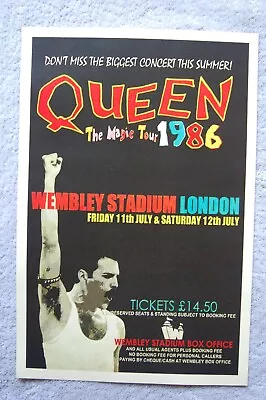 DON'T MISS THE BIGGEST CONCERT THIS SUMMER!
QUEEN
The Magic Tour 1986
WEMBLEY STADIUM LONDON
FRIDAY 11th JULY & SATURDAY 12th JULY
TICKETS £14.50
RESERVED SEATS & STANDING SUBJECT TO BOOKING FEE
WEMBLEY STADIUM BOX OFFICE
AND ALL USUAL AGENTS PLUS BOOKING FEE
NO BOOKING FEE FOR PERSONAL CALLERS
PAYING BY CHEQUE/CASH AT WEMBLEY BOX OFFICE